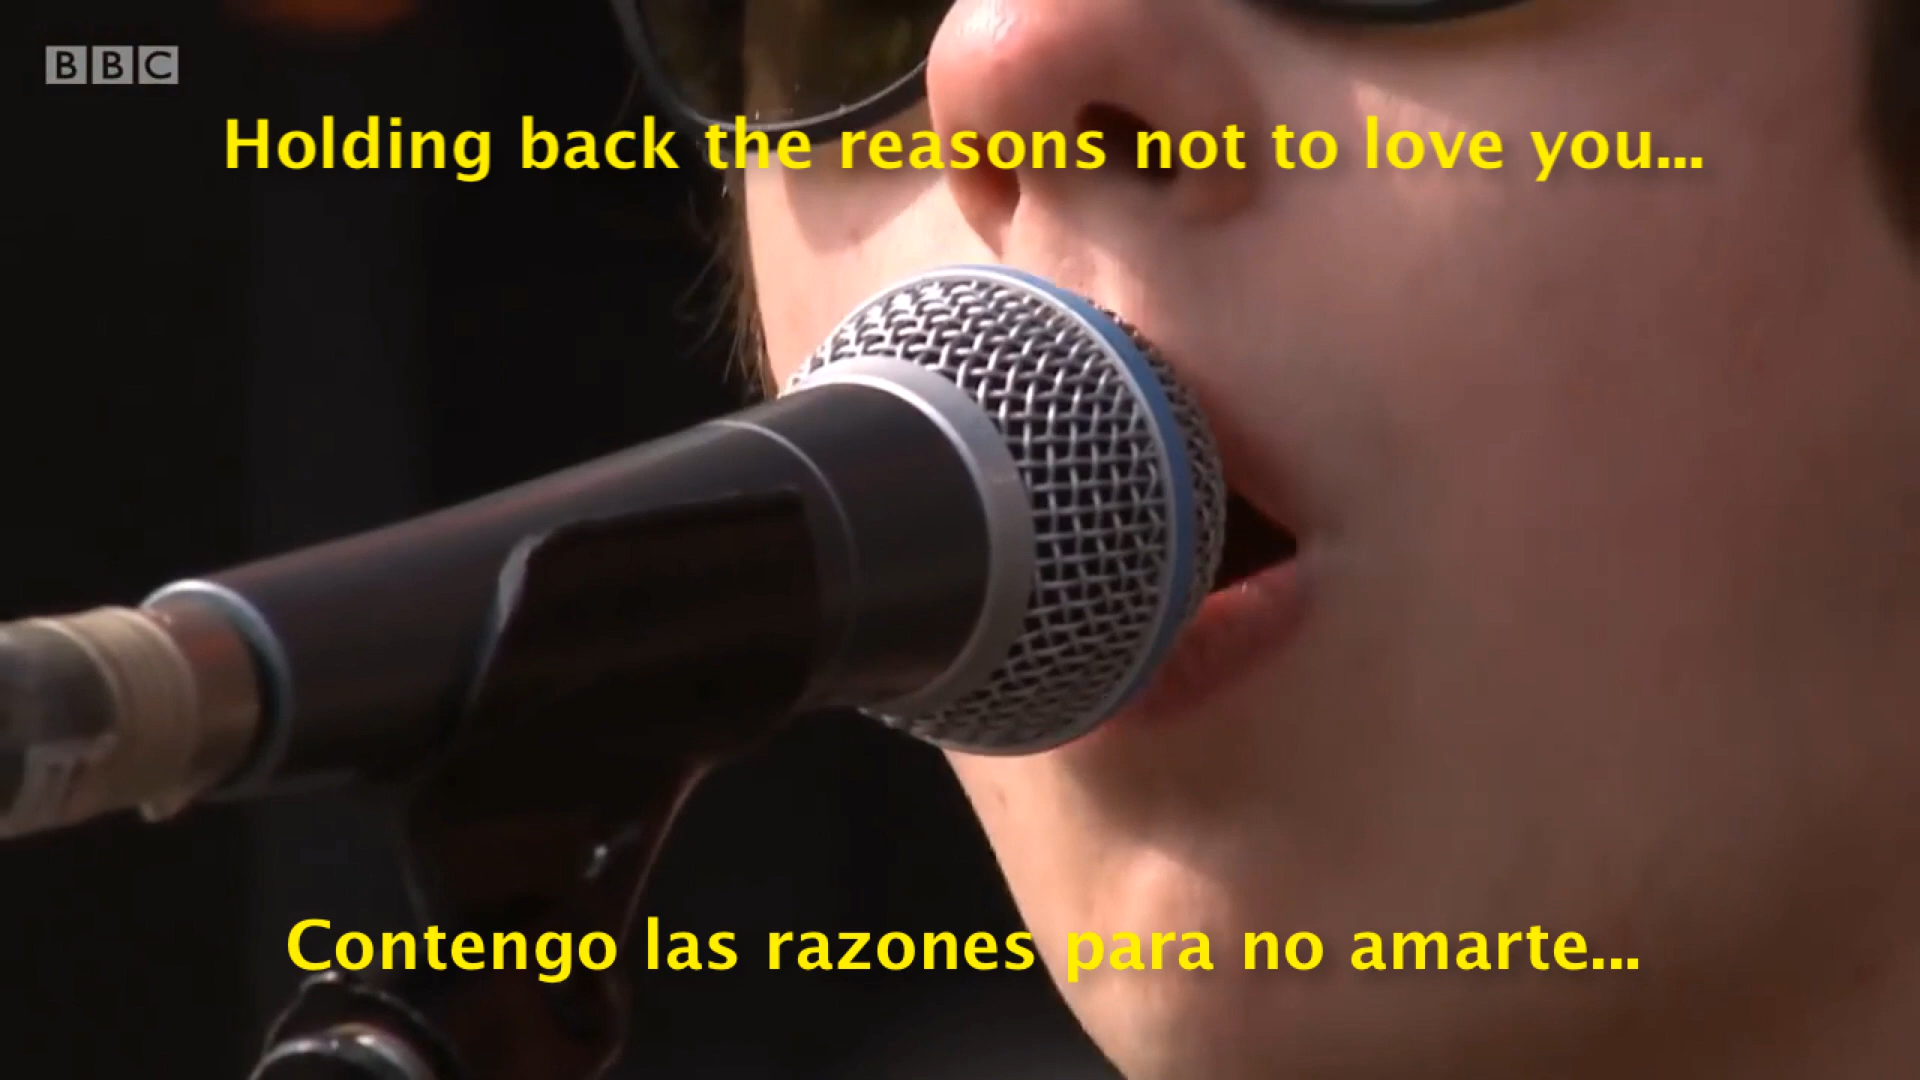 BBC
Holding back the reasons not to love you...
Contengo las razones para no amarte...